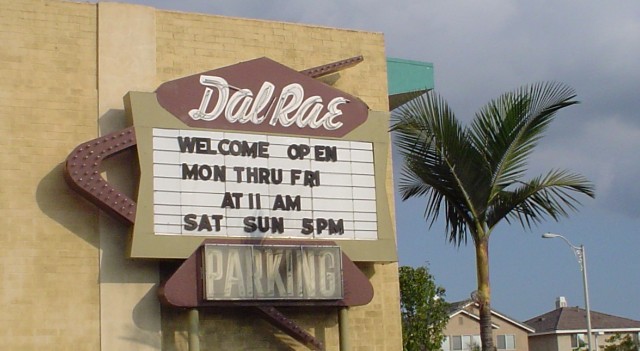 Dal Rae
WELCOME OPEN
MON THRU FRI
AT 11 AM
SAT SUN 5PM
PARKING